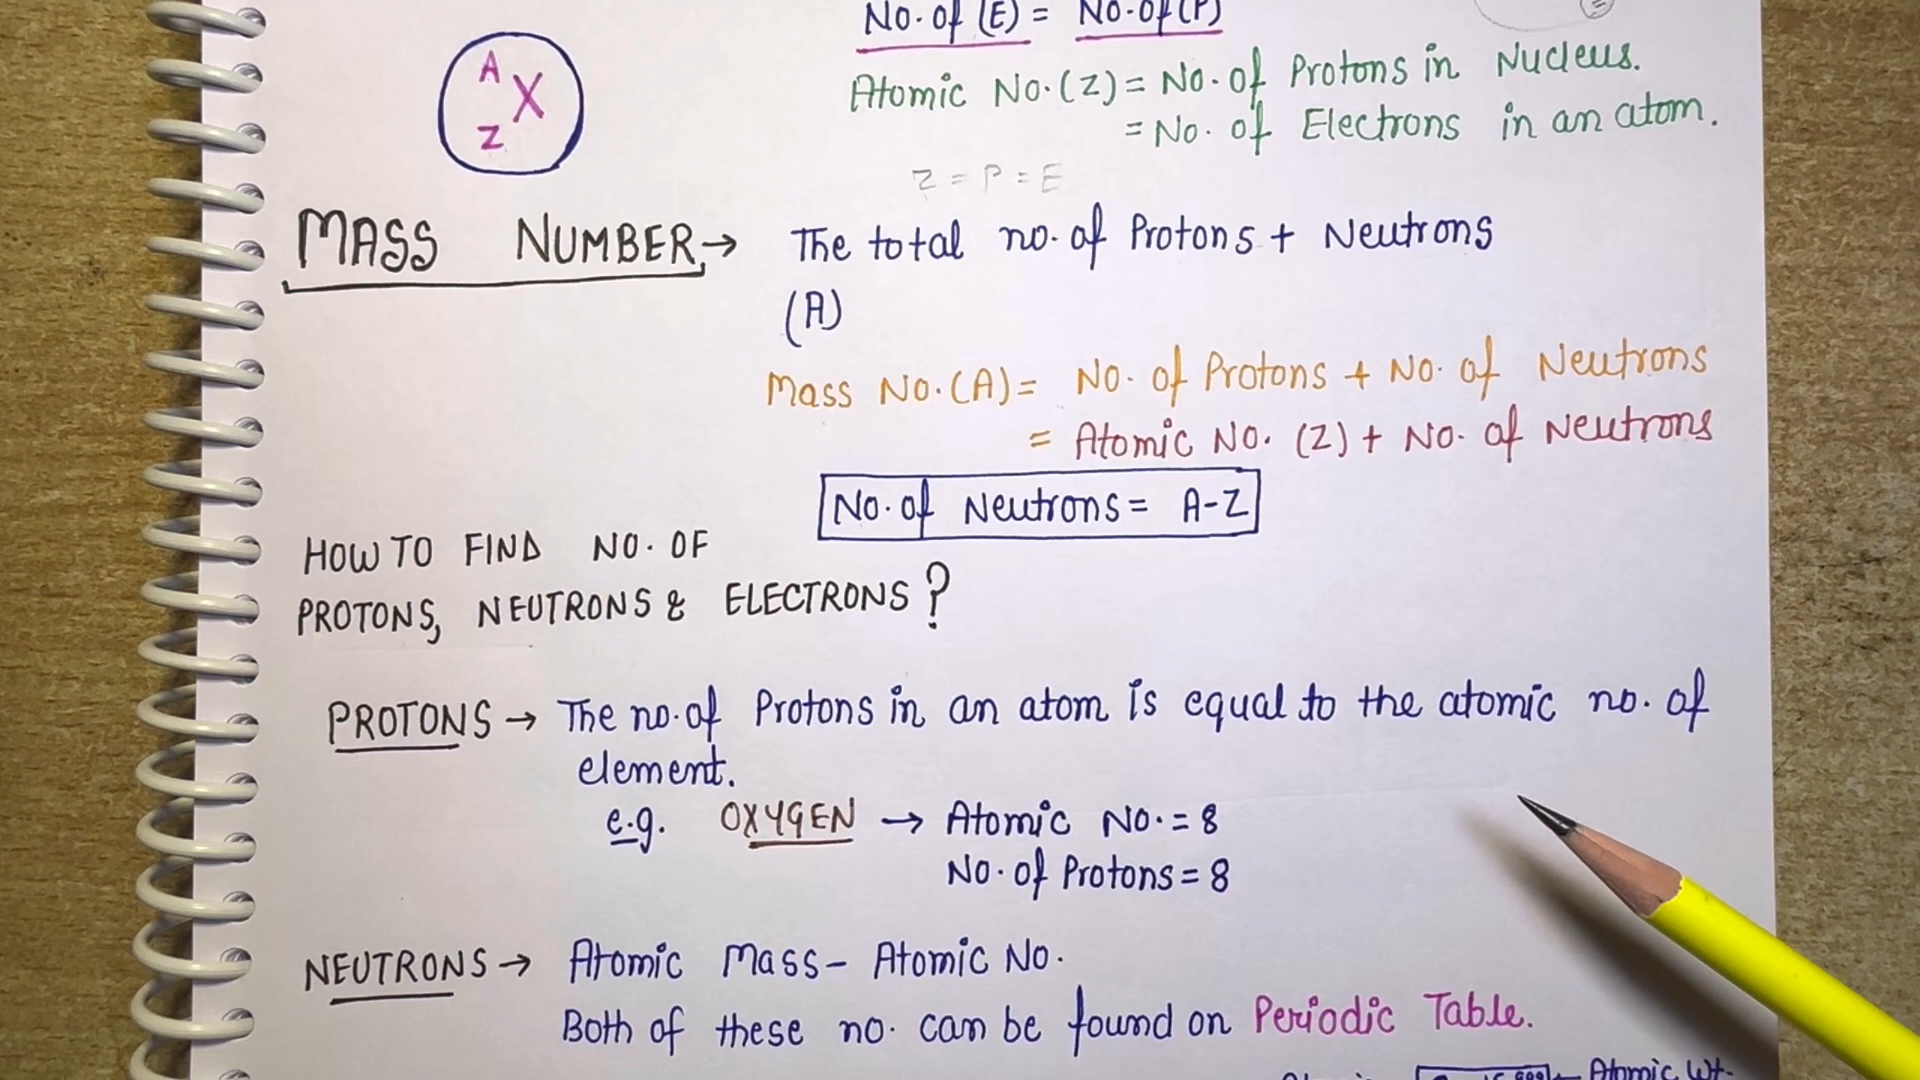 No. of (E) = No. of (P)
A
X
Z
Atomic No. (Z) = No. of Protons in Nucleus.
= No. of Electrons in an atom.
Z = P = E
MASS NUMBER → The total no. of Protons + Neutrons
(A)
Mass No. (A) = No. of Protons + No. of Neutrons
= Atomic No. (Z) + No. of Neutrons
No. of Neutrons = A-Z
HOW TO FIND NO. OF
PROTONS, NEUTRONS & ELECTRONS?
PROTONS → The no. of Protons in an atom is equal to the atomic no. of
element.
e.g. OXYGEN → Atomic No. = 8
No. of Protons = 8
NEUTRONS → Atomic Mass - Atomic No.
Both of these no. can be found on Periodic Table.
Atomic Wt.